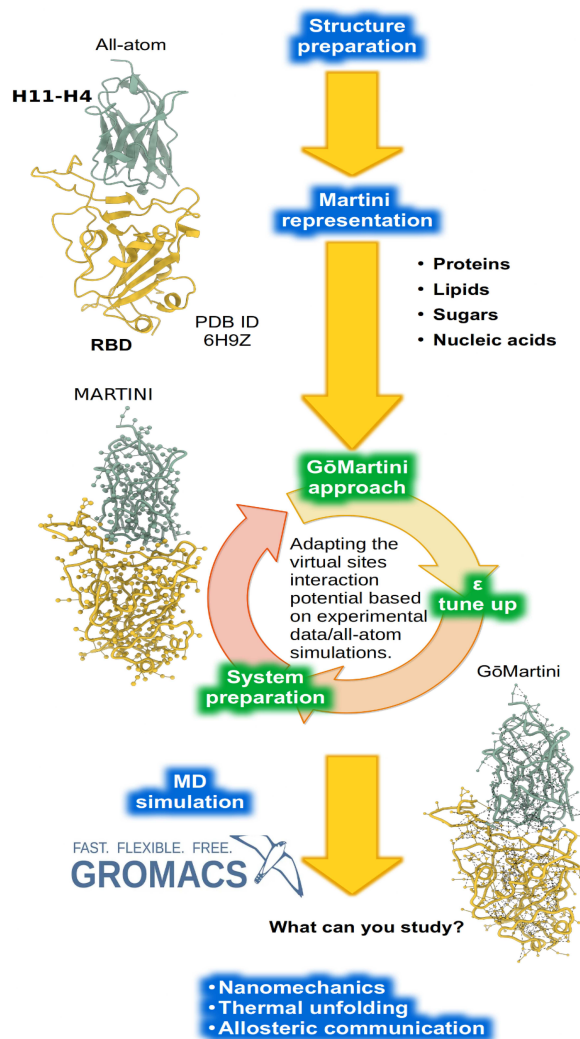 Structure
preparation
All-atom
H11-H4
Martini
representation
• Proteins
• Lipids
• Sugars
• Nucleic acids
PDB ID
6H9Z
RBD
MARTINI
GōMartini
approach
Adapting the
virtual sites
interaction
potential based
on experimental
data/all-atom
simulations.
ε
tune up
System
preparation
GōMartini
MD
simulation
FAST. FLEXIBLE. FREE.
GROMACS
What can you study?
•Nanomechanics
•Thermal unfolding
•Allosteric communication